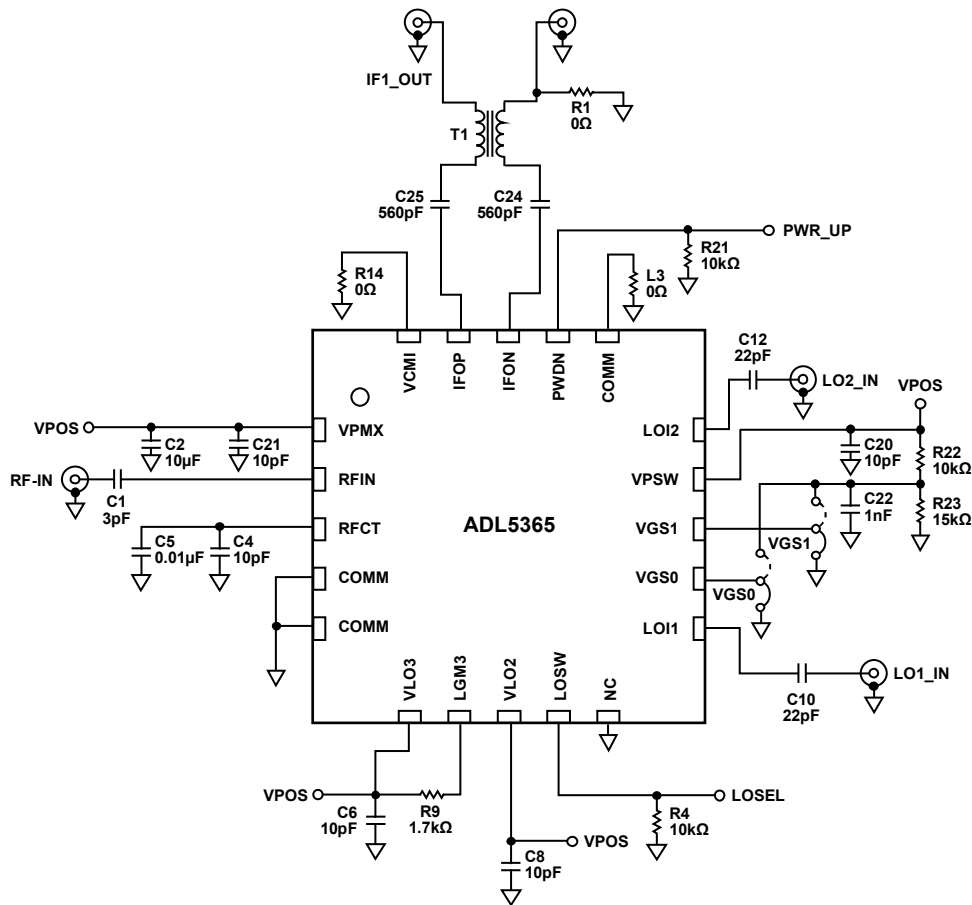 IF1_OUT
R1
0Ω
T1
C25
560pF
C24
560pF
PWR_UP
R21
10kΩ
R14
0Ω
L3
0Ω
C12
22pF
LO2_IN
VPOS
VCMI
IFOP
IFON
PWDN
COMM
VPOS
C2
10µF
C21
10pF
VPMX
LOI2
C20
10pF
R22
10kΩ
RF-IN
C1
3pF
RFIN
VPSW
C22
1nF
R23
15kΩ
C5
0.01µF
C4
10pF
RFCT
ADL5365
VGS1
VGS1
COMM
VGS0
VGS0
COMM
LOI1
LO1_IN
C10
22pF
VLO3
LGM3
VLO2
LOSW
NC
VPOS
C6
10pF
R9
1.7kΩ
LOSEL
R4
10kΩ
VPOS
C8
10pF